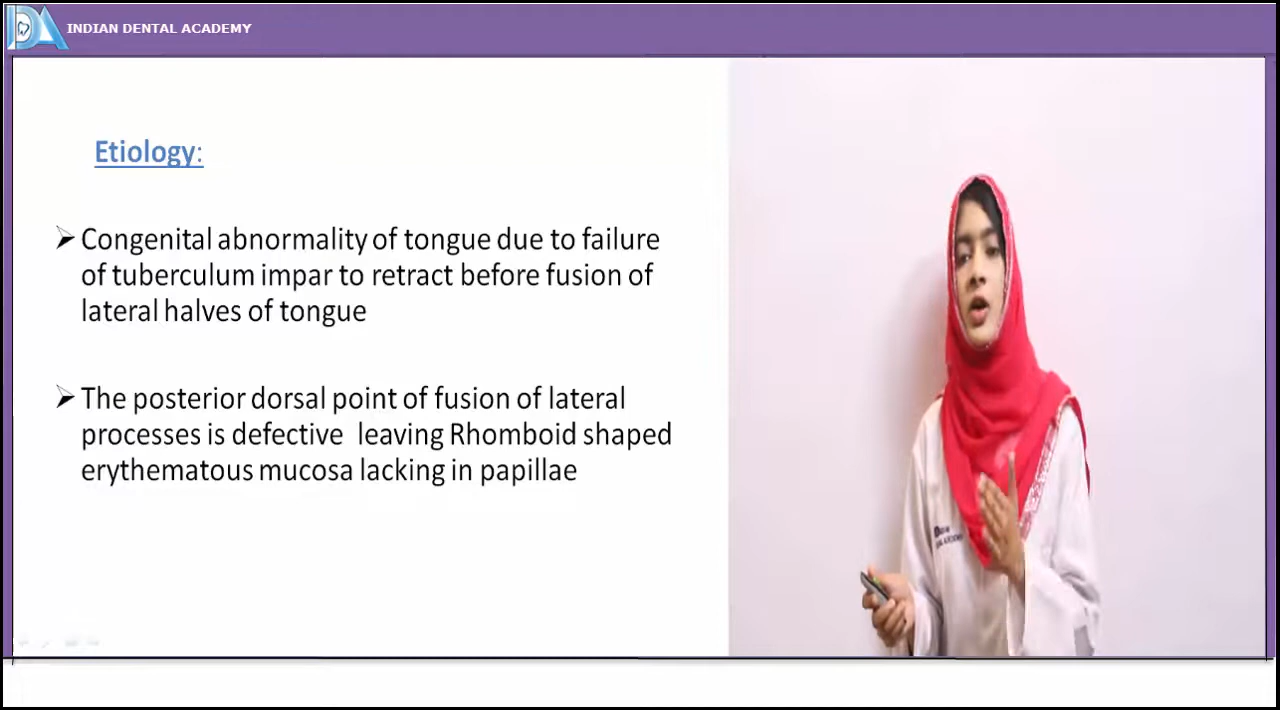 INDIAN DENTAL ACADEMY
Etiology:
➢ Congenital abnormality of tongue due to failure
of tuberculum impar to retract before fusion of
lateral halves of tongue
➢ The posterior dorsal point of fusion of lateral
processes is defective  leaving Rhomboid shaped
erythematous mucosa lacking in papillae